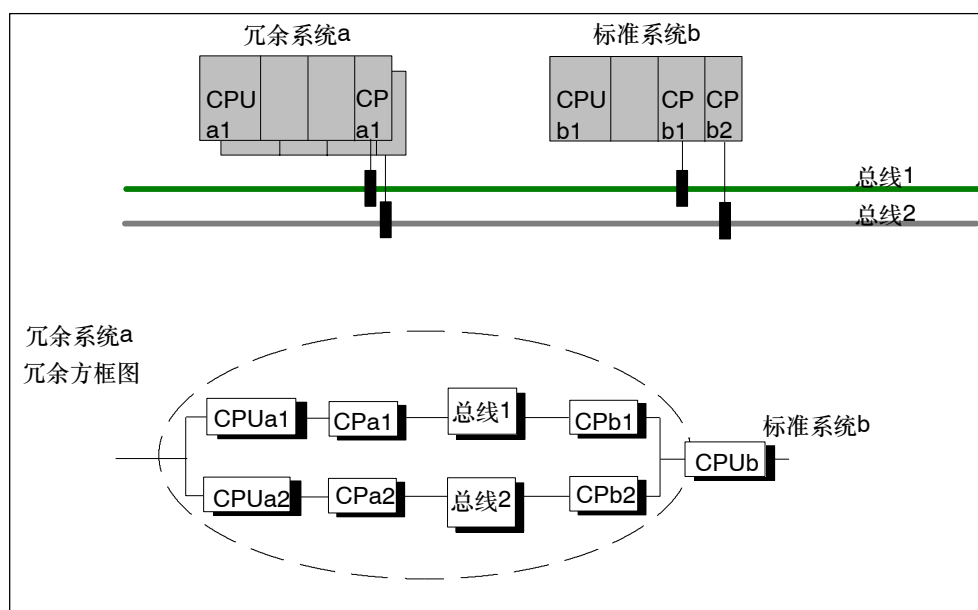 冗余系统a
标准系统b
CPU
a1
CP
a1
CPU
b1
CP
b1
CP
b2
总线1
总线2
冗余系统a
冗余方框图
CPUa1
CPa1
总线1
CPb1
标准系统b
CPUb
CPUa2
CPa2
总线2
CPb2